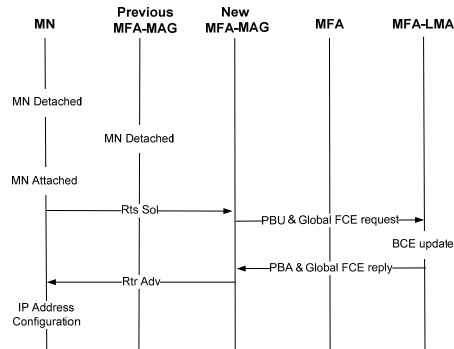 MN
Previous
MFA-MAG
New
MFA-MAG
MFA
MFA-LMA
MN Detached
MN Detached
MN Attached
Rts Sol
PBU & Global FCE request
BCE update
PBA & Global FCE reply
Rtr Adv
IP Address
Configuration